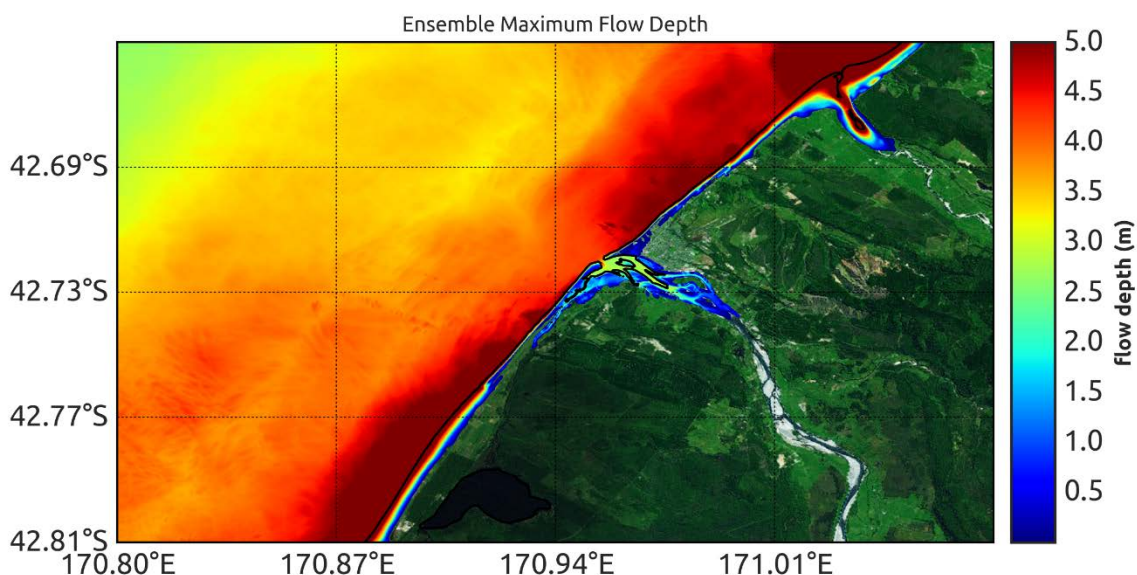 Ensemble Maximum Flow Depth
42.69°S
42.73°S
42.77°S
42.81°S
170.80°E 170.87°E 170.94°E 171.01°E
5.0
4.5
4.0
3.5
3.0
2.5
2.0
1.5
1.0
0.5
flow depth (m)